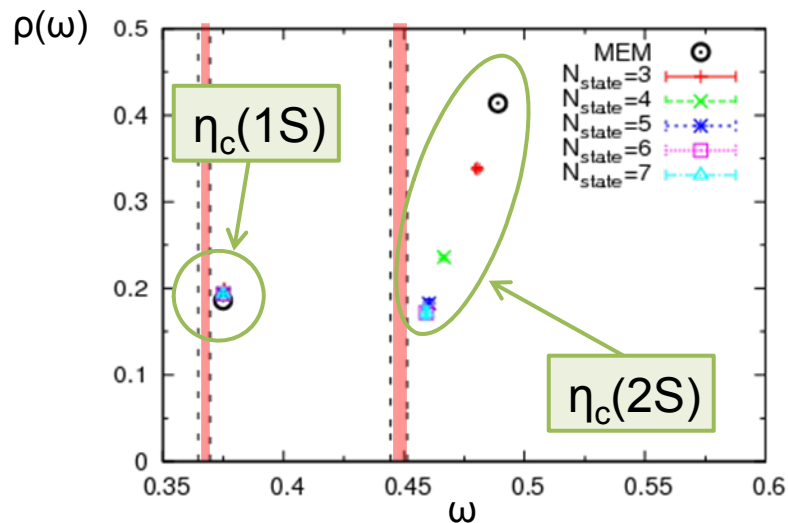 ρ(ω)
0.5
0.4
0.3
0.2
0.1
0
0.35
0.4
0.45
0.5
0.55
0.6
ω
MEM
N_state=3
N_state=4
N_state=5
N_state=6
N_state=7
η_c(1S)
η_c(2S)